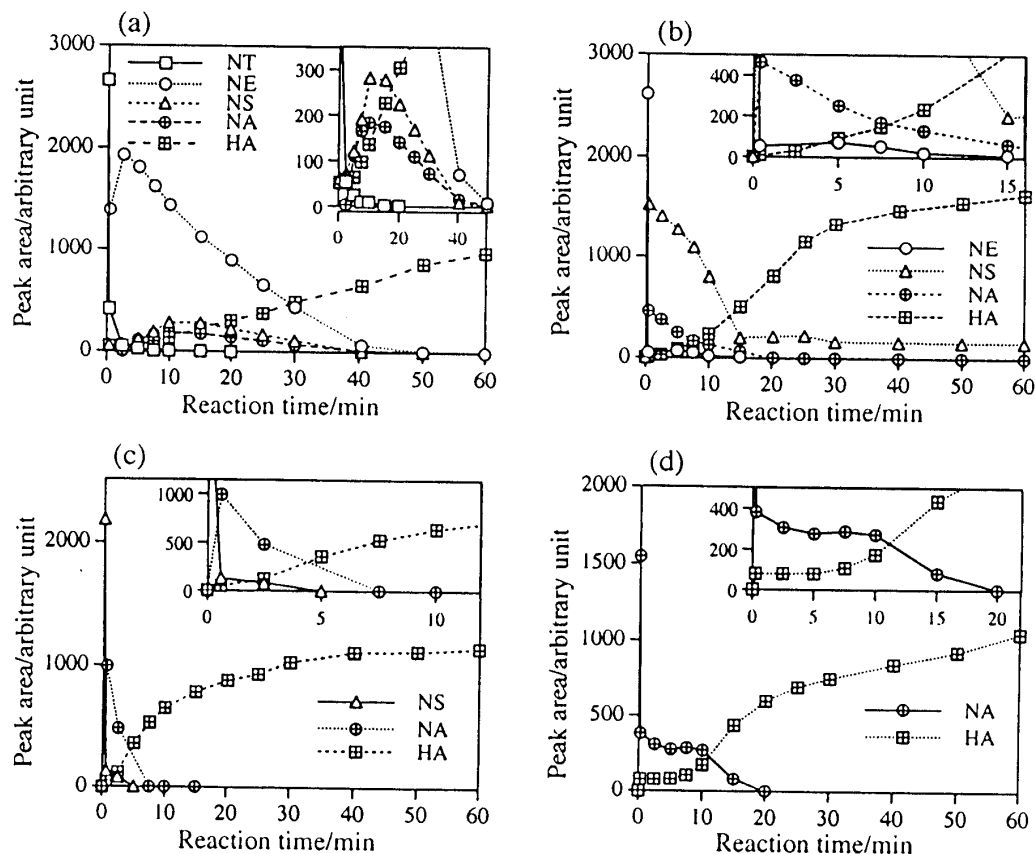 (a)
3000
2000
1000
0
Peak area/arbitrary unit
NT
NE
NS
NA
HA
300
200
100
0
0 20 40
0 10 20 30 40 50 60
Reaction time/min
(b)
3000
2000
1000
0
Peak area/arbitrary unit
400
200
0
0 5 10 15
NE
NS
NA
HA
0 10 20 30 40 50 60
Reaction time/min
(c)
2000
1000
0
Peak area/arbitrary unit
1000
500
0
0 5 10
NS
NA
HA
0 10 20 30 40 50 60
Reaction time/min
(d)
2000
1500
1000
500
0
Peak area/arbitrary unit
400
200
0
0 5 10 15 20
NA
HA
0 10 20 30 40 50 60
Reaction time/min